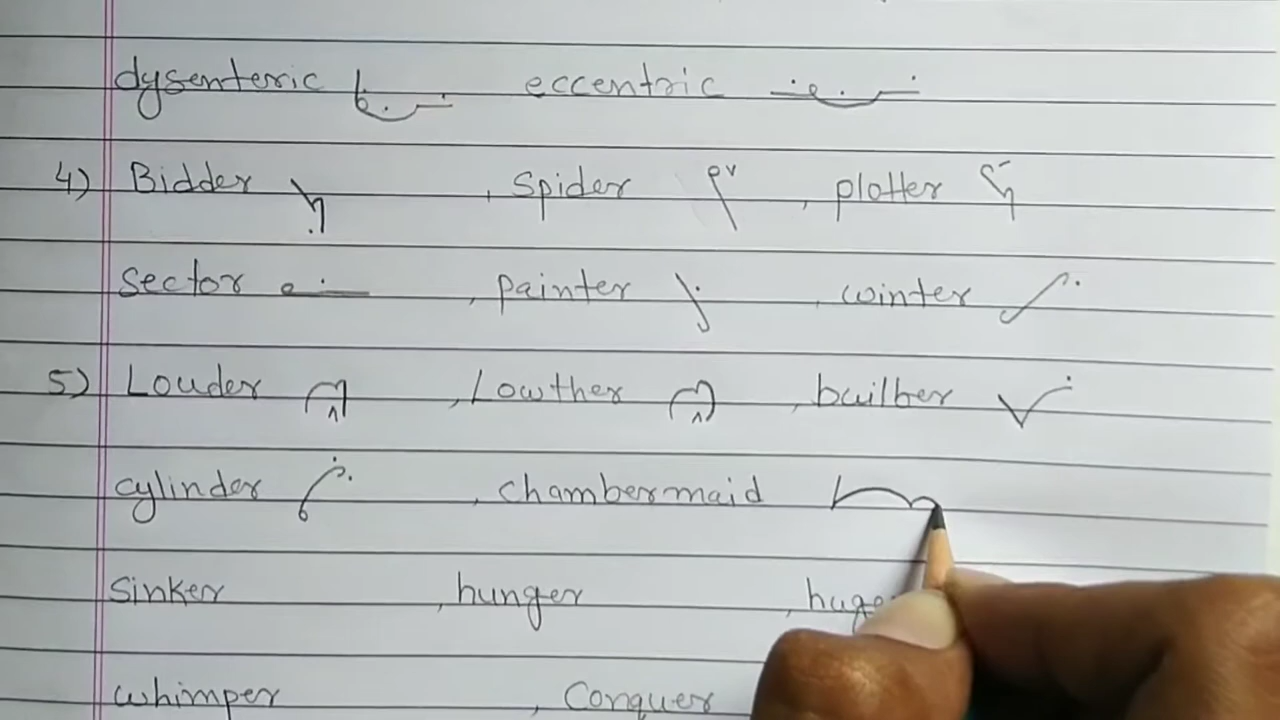 dysenteric eccentric
4) Bidder , spider , plotter
sector , painter , winter
5) Louder , Lowther , builber
cylinder , chambermaid
sinker , hunger , huge
whimper , Conquer